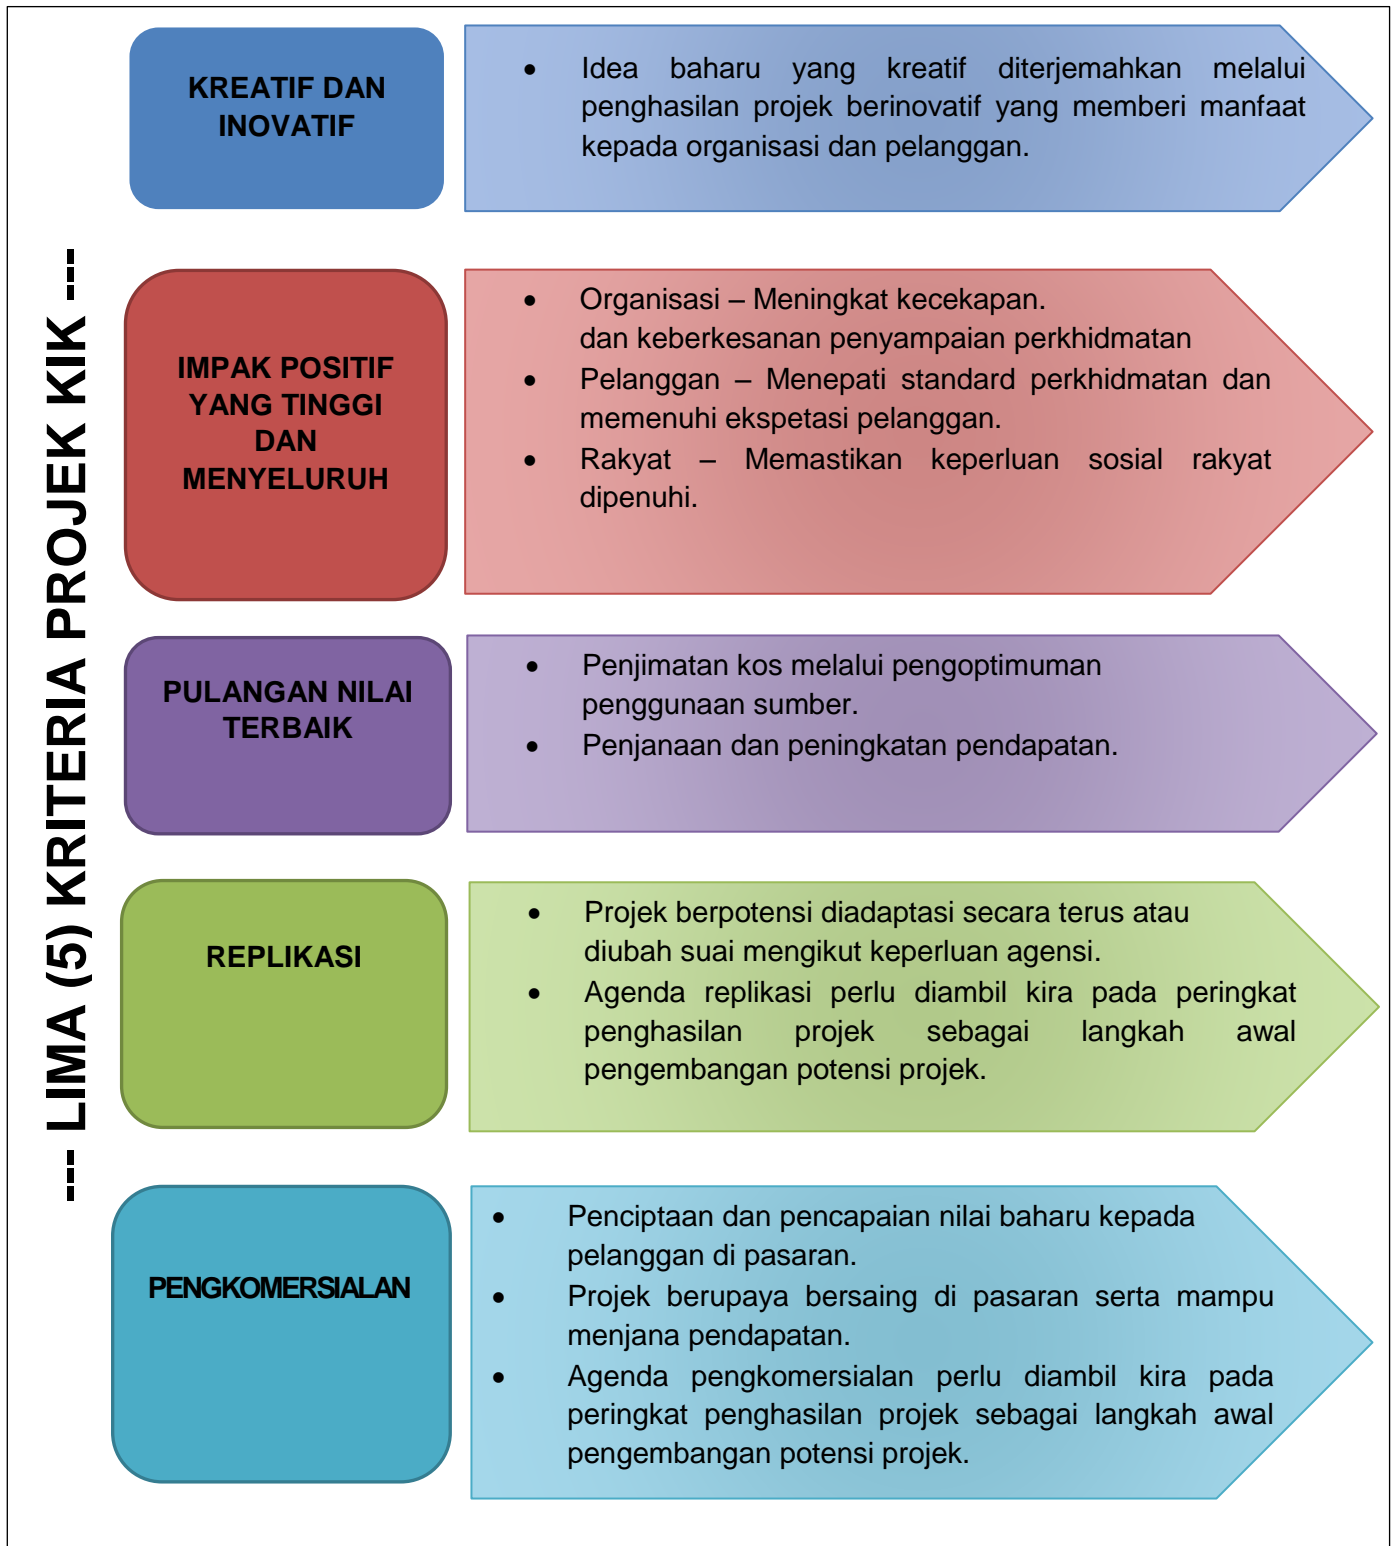 --- LIMA (5) KRITERIA PROJEK KIK ---
KREATIF DAN
INOVATIF
• Idea baharu yang kreatif diterjemahkan melalui
penghasilan projek berinovatif yang memberi manfaat
kepada organisasi dan pelanggan.
IMPAK POSITIF
YANG TINGGI
DAN
MENYELURUH
• Organisasi – Meningkat kecekapan.
dan keberkesanan penyampaian perkhidmatan
• Pelanggan – Menepati standard perkhidmatan dan
memenuhi ekspetasi pelanggan.
• Rakyat – Memastikan keperluan sosial rakyat
dipenuhi.
PULANGAN NILAI
TERBAIK
• Penjimatan kos melalui pengoptimuman
penggunaan sumber.
• Penjanaan dan peningkatan pendapatan.
REPLIKASI
• Projek berpotensi diadaptasi secara terus atau
diubah suai mengikut keperluan agensi.
• Agenda replikasi perlu diambil kira pada peringkat
penghasilan projek sebagai langkah awal
pengembangan potensi projek.
PENGKOMERSIALAN
• Penciptaan dan pencapaian nilai baharu kepada
pelanggan di pasaran.
• Projek berupaya bersaing di pasaran serta mampu
menjana pendapatan.
• Agenda pengkomersialan perlu diambil kira pada
peringkat penghasilan projek sebagai langkah awal
pengembangan potensi projek.